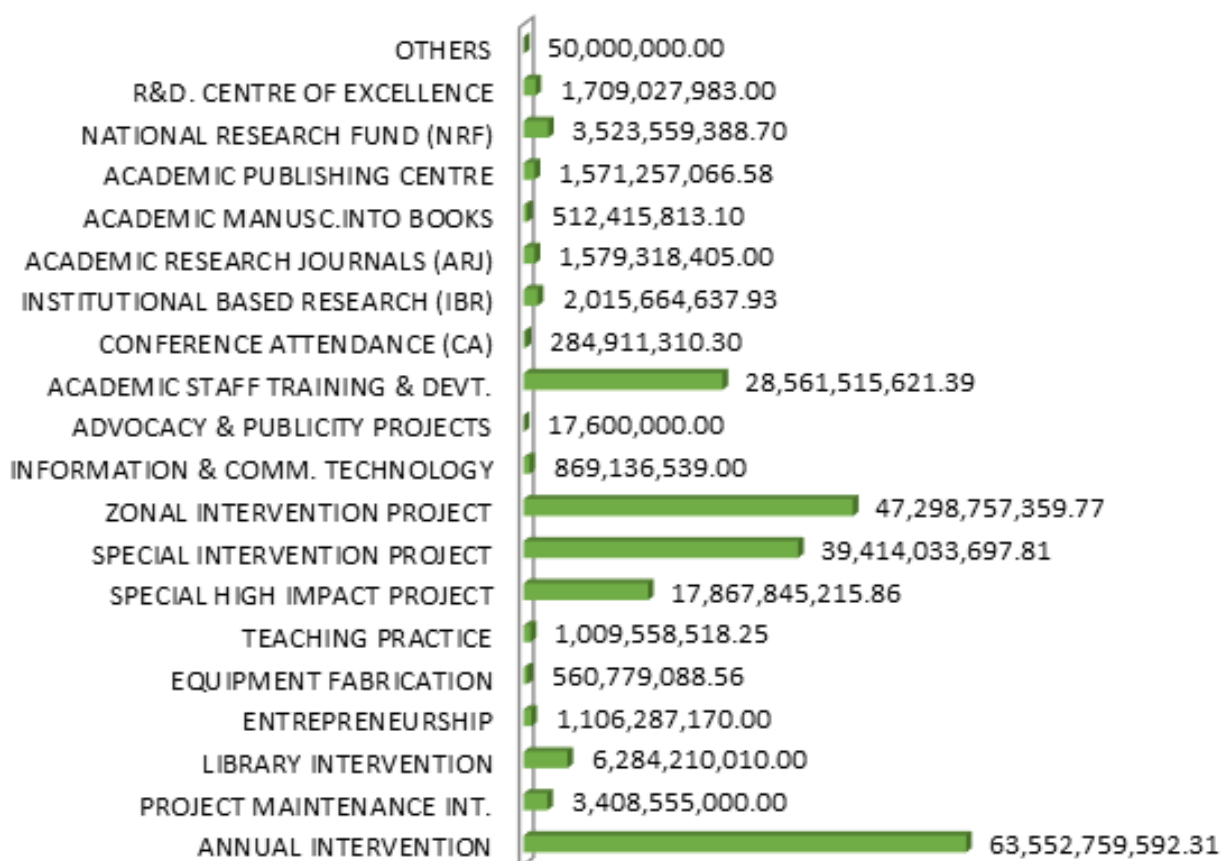 OTHERS 50,000,000.00
R&D. CENTRE OF EXCELLENCE 1,709,027,983.00
NATIONAL RESEARCH FUND (NRF) 3,523,559,388.70
ACADEMIC PUBLISHING CENTRE 1,571,257,066.58
ACADEMIC MANUSC.INTO BOOKS 512,415,813.10
ACADEMIC RESEARCH JOURNALS (ARJ) 1,579,318,405.00
INSTITUTIONAL BASED RESEARCH (IBR) 2,015,664,637.93
CONFERENCE ATTENDANCE (CA) 284,911,310.30
ACADEMIC STAFF TRAINING & DEVT. 28,561,515,621.39
ADVOCACY & PUBLICITY PROJECTS 17,600,000.00
INFORMATION & COMM. TECHNOLOGY 869,136,539.00
ZONAL INTERVENTION PROJECT 47,298,757,359.77
SPECIAL INTERVENTION PROJECT 39,414,033,697.81
SPECIAL HIGH IMPACT PROJECT 17,867,845,215.86
TEACHING PRACTICE 1,009,558,518.25
EQUIPMENT FABRICATION 560,779,088.56
ENTREPRENEURSHIP 1,106,287,170.00
LIBRARY INTERVENTION 6,284,210,010.00
PROJECT MAINTENANCE INT. 3,408,555,000.00
ANNUAL INTERVENTION 63,552,759,592.31